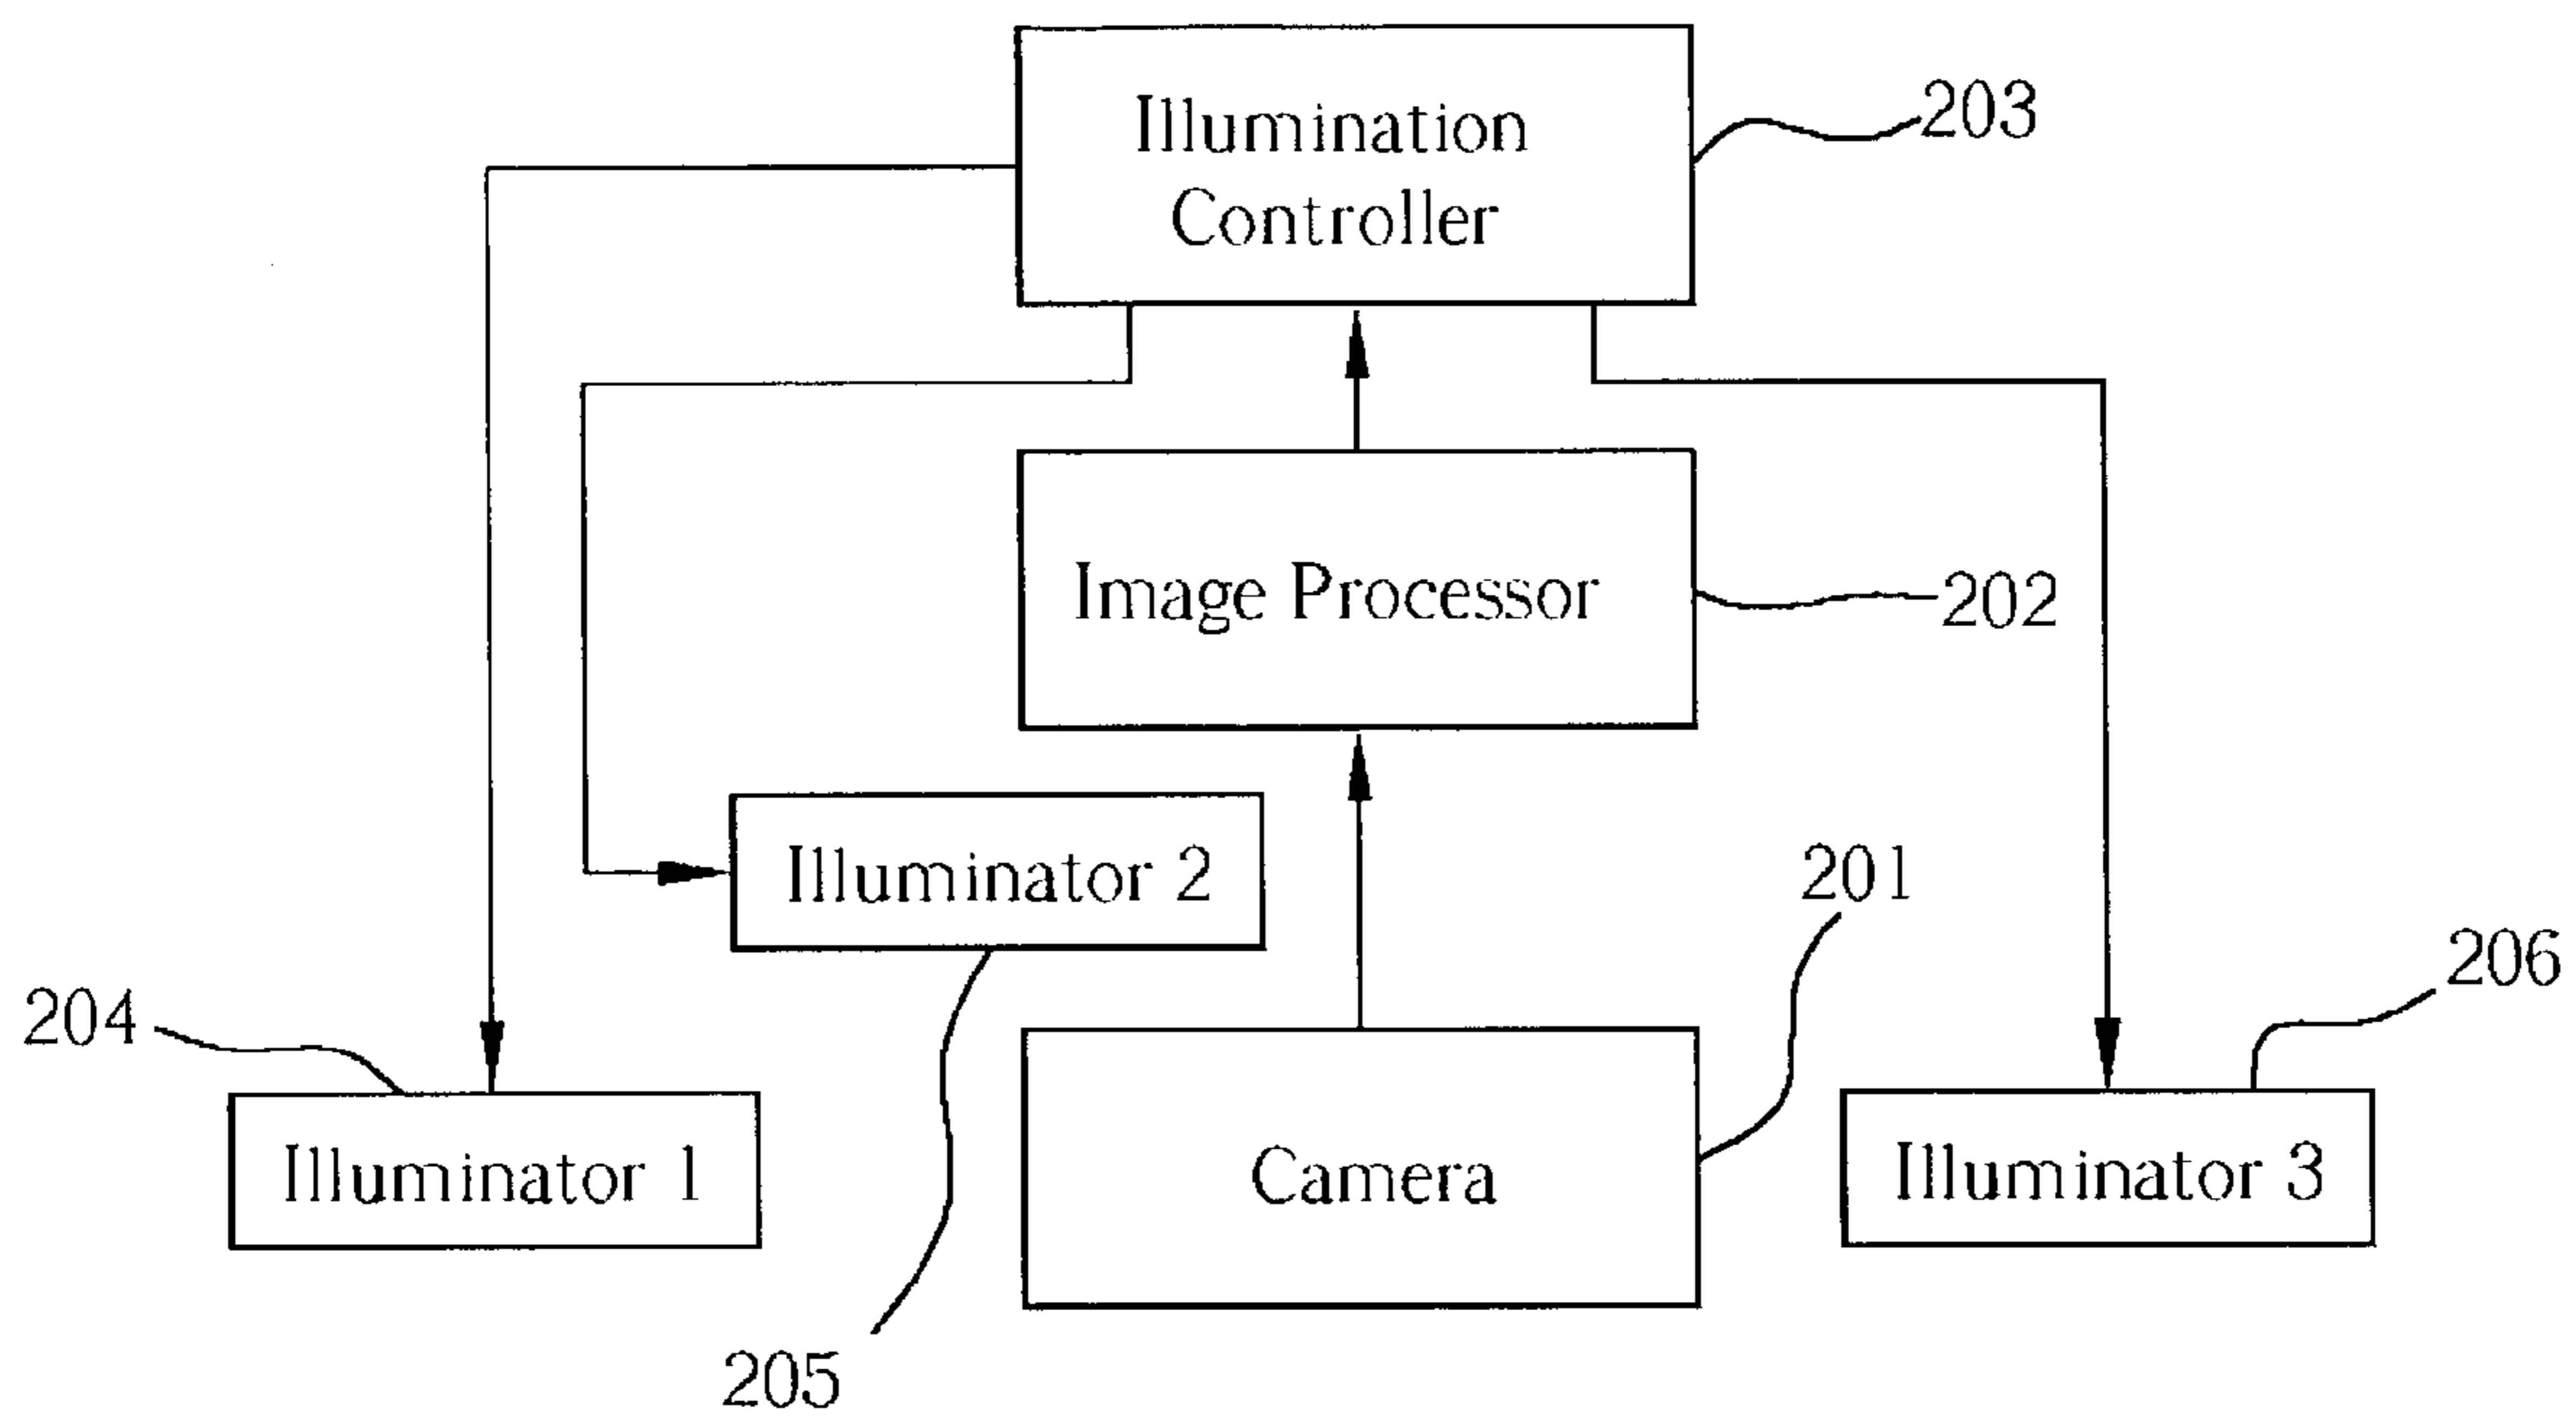 Illumination
Controller
203
Image Processor
202
Illuminator 2
201
206
204
Illuminator 1
Camera
Illuminator 3
205